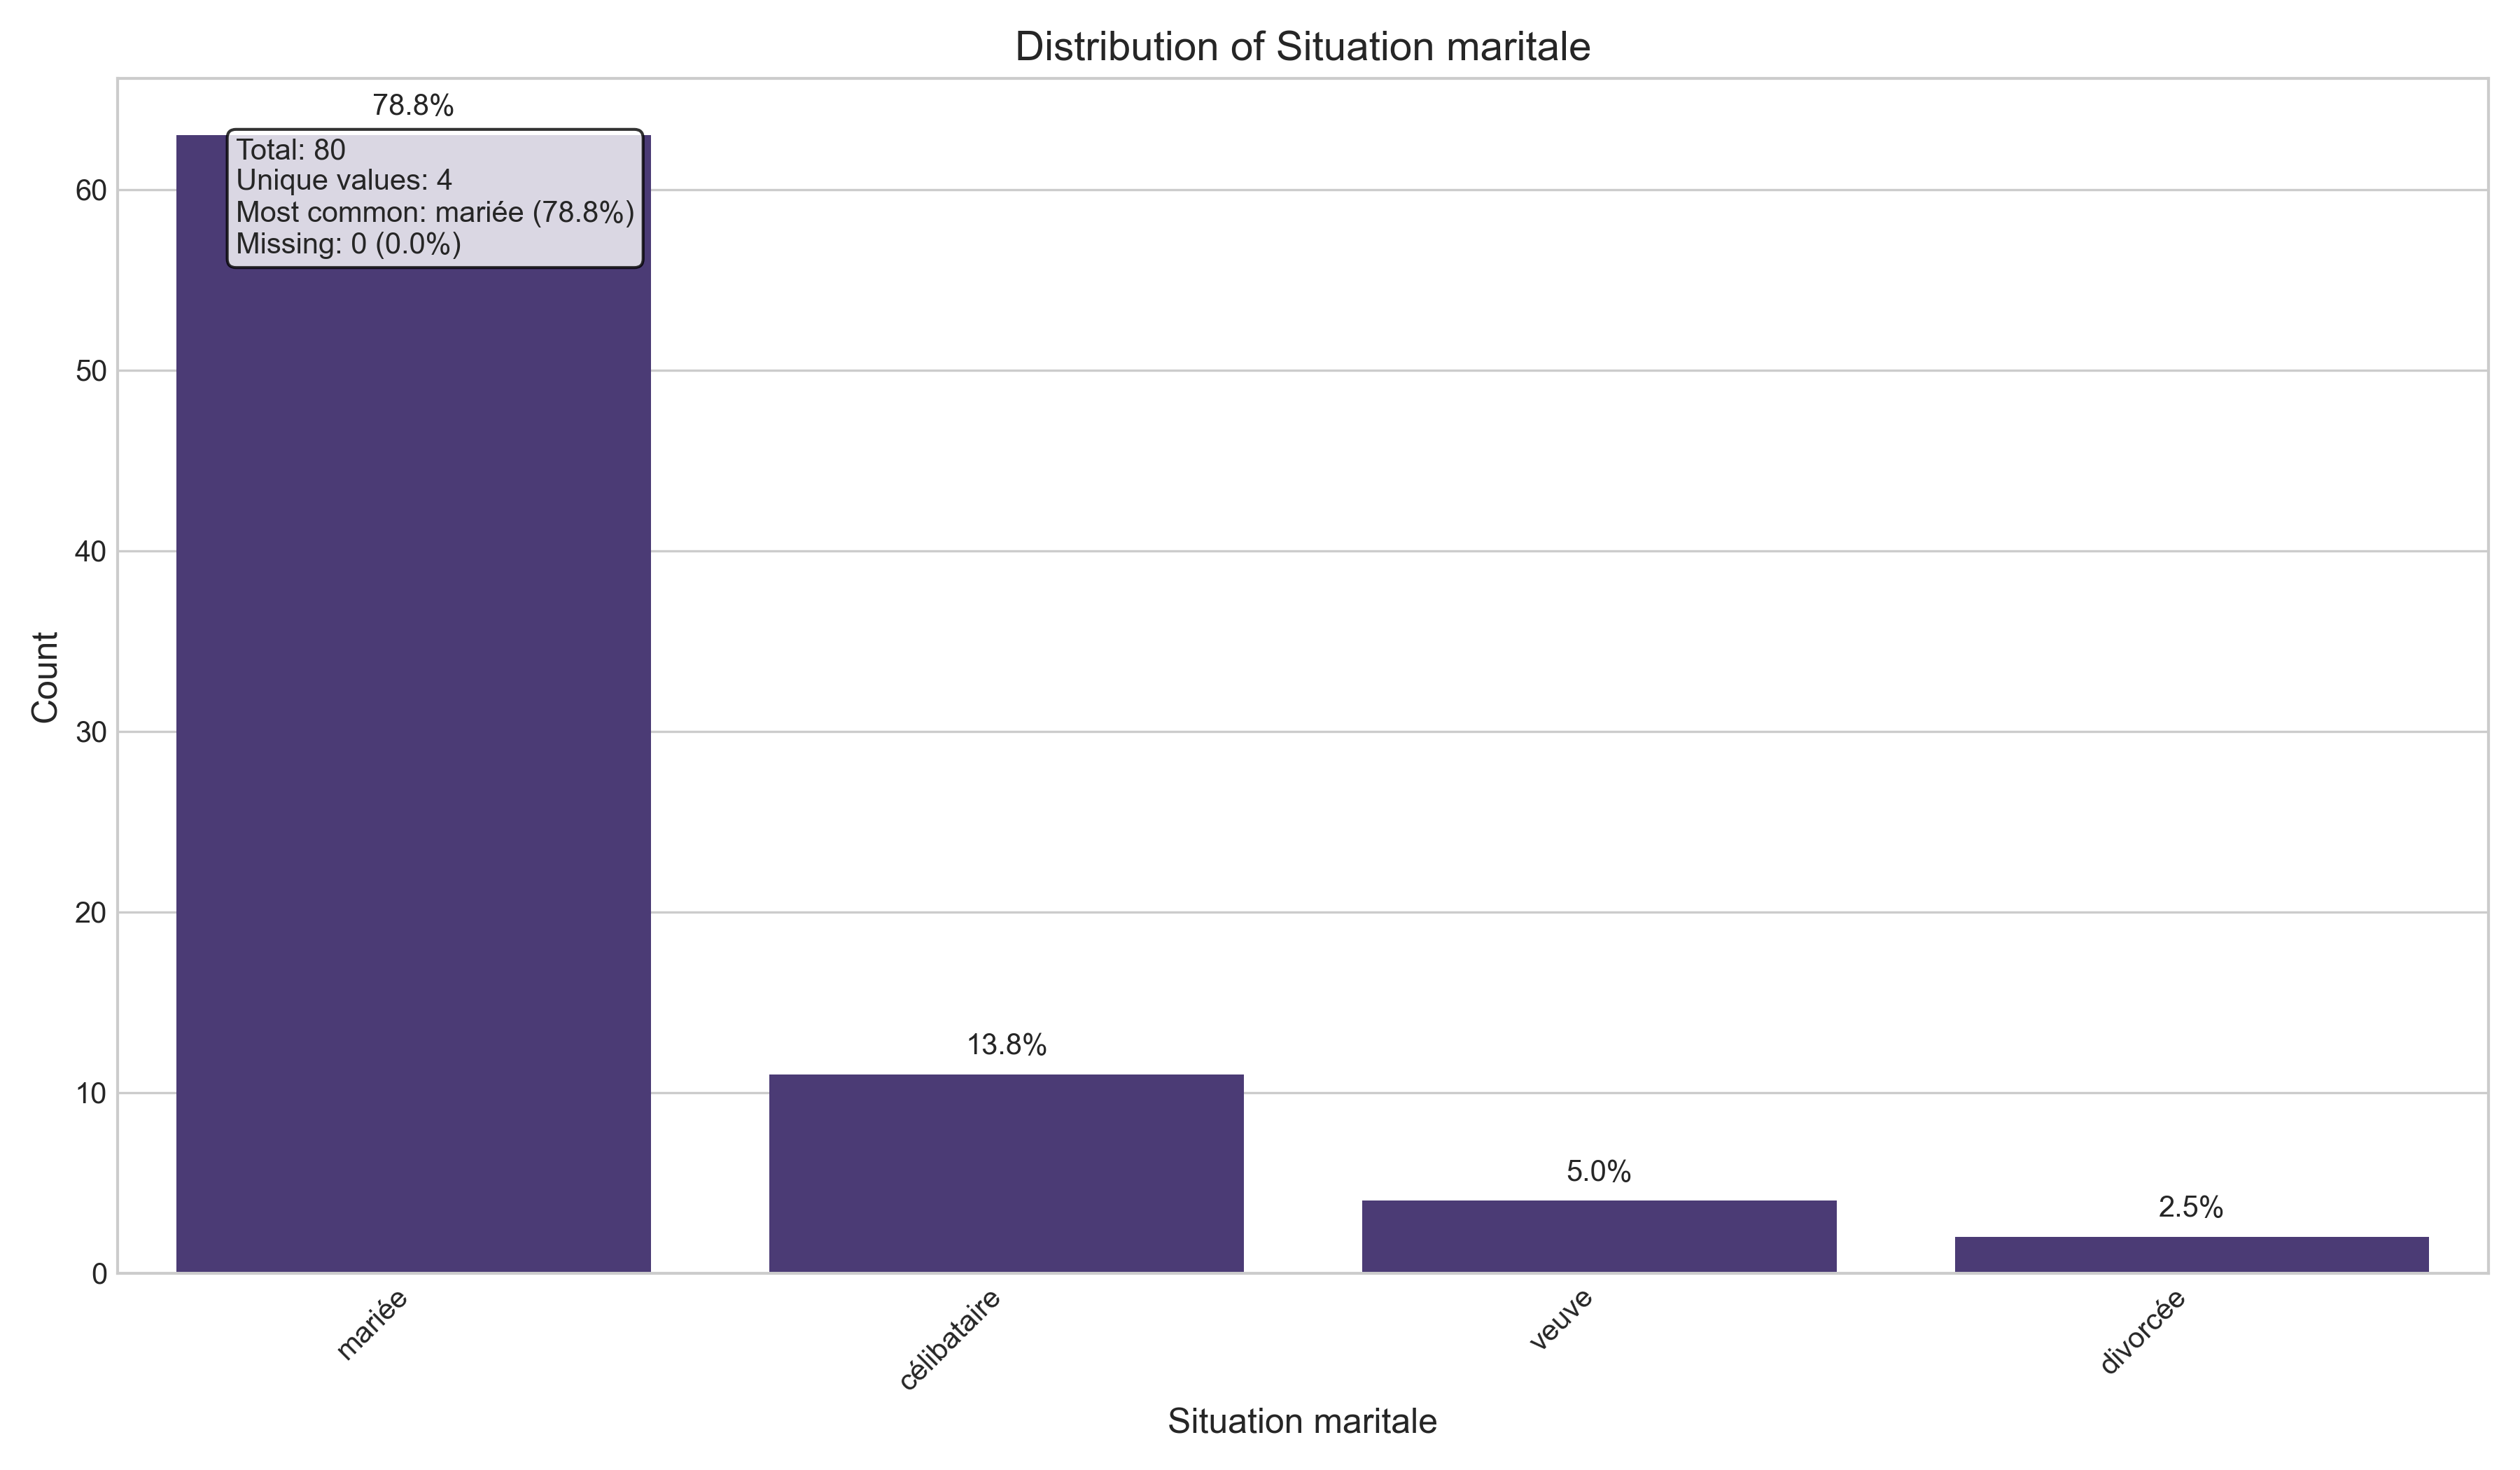 Distribution of Situation maritale
78.8%
Total: 80
Unique values: 4
Most common: mariée (78.8%)
Missing: 0 (0.0%)
60
50
40
30
20
10
0
Count
13.8%
5.0%
2.5%
mariée
célibataire
veuve
divorcée
Situation maritale